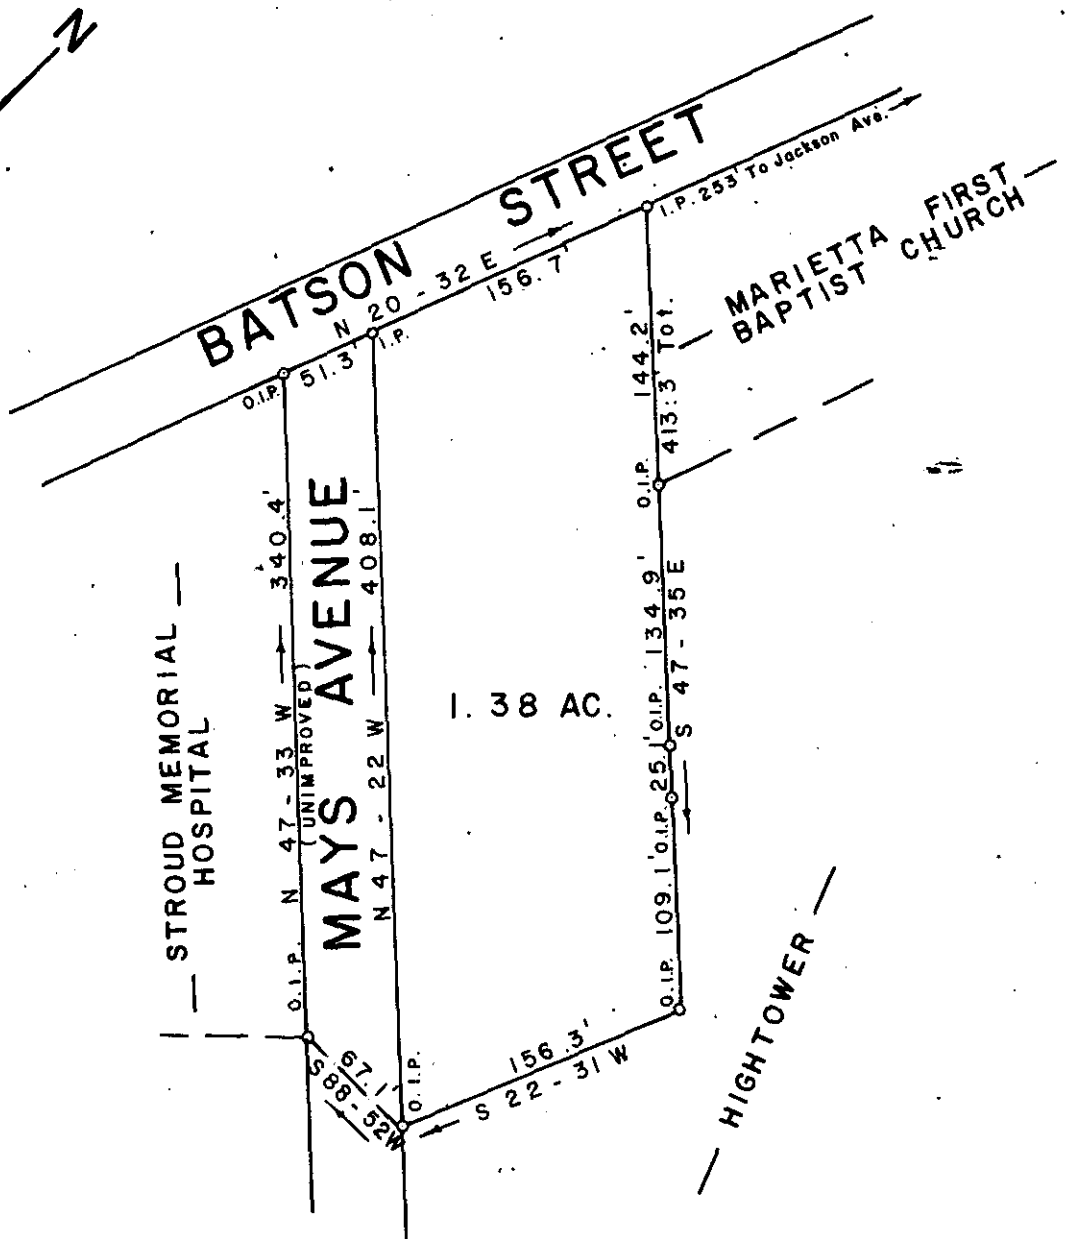 N
BATSON STREET
I.P. 253' To Jackson Ave.
N 20 - 32 E
156.7'
I.P.
51.3'
O.I.P.
MARIETTA FIRST
BAPTIST CHURCH
144.2'
413.3' Tot.
O.I.P.
340.4'
N 47 - 33 W
(UNIMPROVED)
MAYS AVENUE
408.1'
N 47 - 22 W
STROUD MEMORIAL
HOSPITAL
1.38 AC.
134.9'
S 47 - 35 E
O.I.P.
25.1'
O.I.P.
109.1'
O.I.P.
O.I.P.
67.1'
S 88 - 52 W
O.I.P.
156.3'
S 22 - 31 W
HIGHTOWER